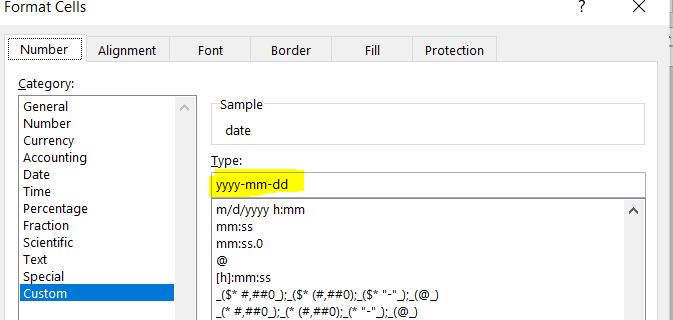 Format Cells ? ×
Number Alignment Font Border Fill Protection
Category:
General
Number
Currency
Accounting
Date
Time
Percentage
Fraction
Scientific
Text
Special
Custom
Sample
date
Type:
yyyy-mm-dd
m/d/yyyy h:mm
mm:ss
mm:ss.0
@
[h]:mm:ss
_($* #,##0_);_($* (#,##0);_($* "-"_);_(@_)
_(* #,##0_);_(* (#,##0);_(* "-"_);_(@_)